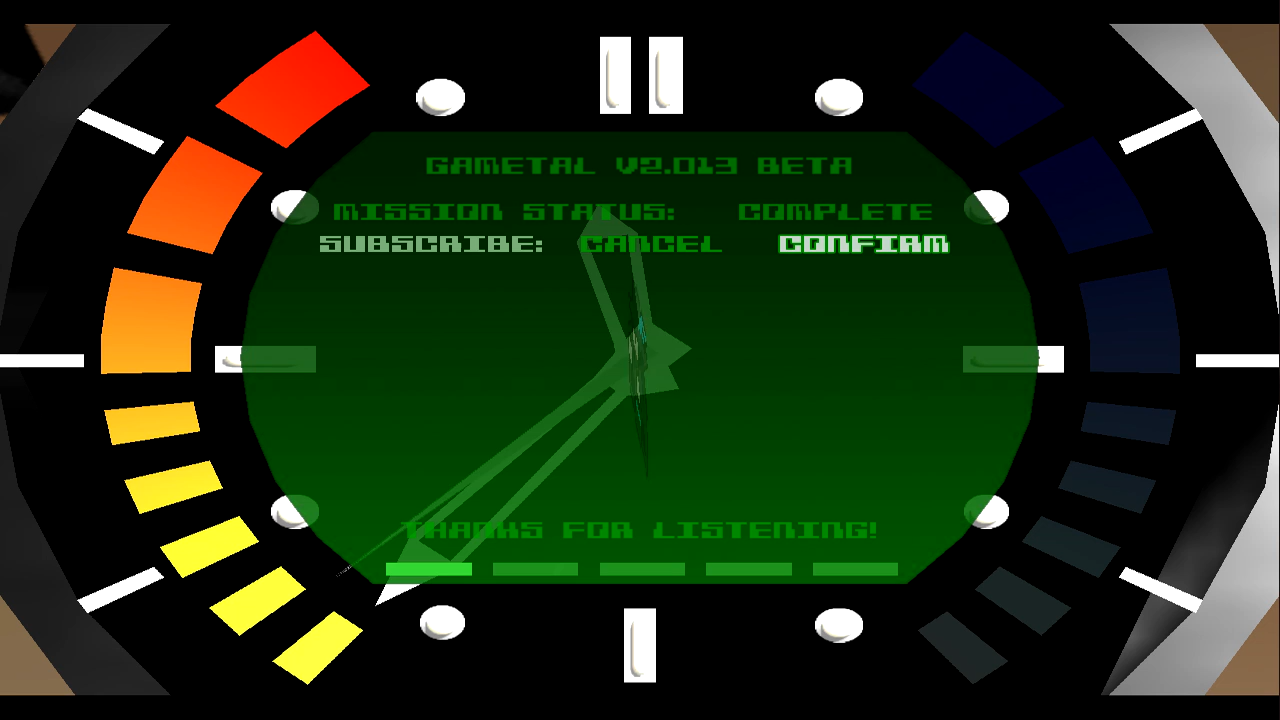 GAMETAL V2.013 BETA
MISSION STATUS: COMPLETE
SUBSCRIBE: CANCEL CONFIRM
THANKS FOR LISTENING!